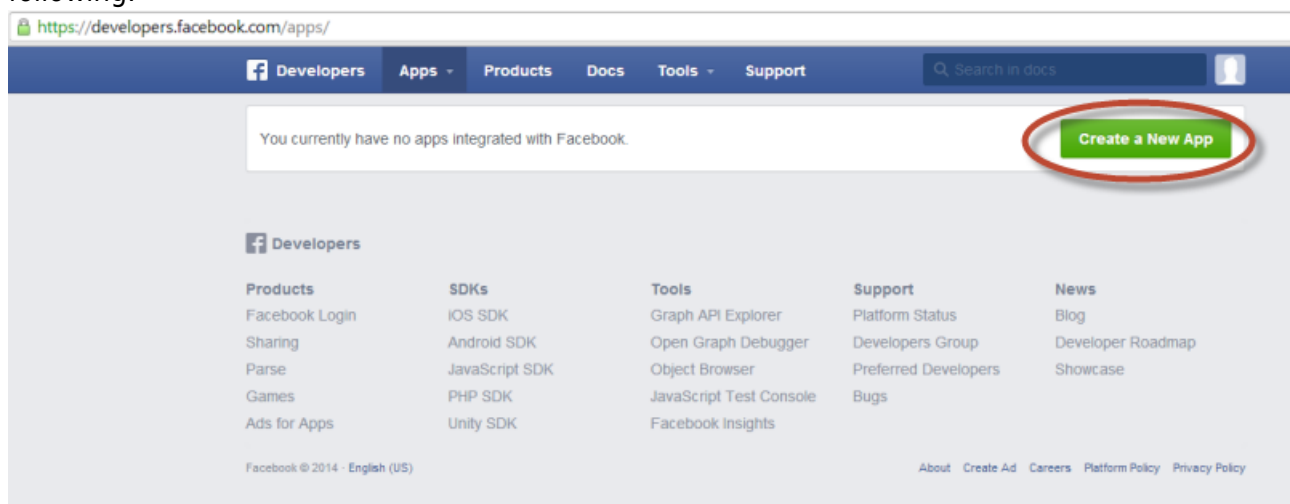 following:
https://developers.facebook.com/apps/
f Developers Apps Products Docs Tools Support Search in docs
You currently have no apps integrated with Facebook. Create a New App
f Developers
Products SDKs Tools Support News
Facebook Login iOS SDK Graph API Explorer Platform Status Blog
Sharing Android SDK Open Graph Debugger Developers Group Developer Roadmap
Parse JavaScript SDK Object Browser Preferred Developers Showcase
Games PHP SDK JavaScript Test Console Bugs
Ads for Apps Unity SDK Facebook Insights
Facebook © 2014 · English (US) About Create Ad Careers Platform Policy Privacy Policy